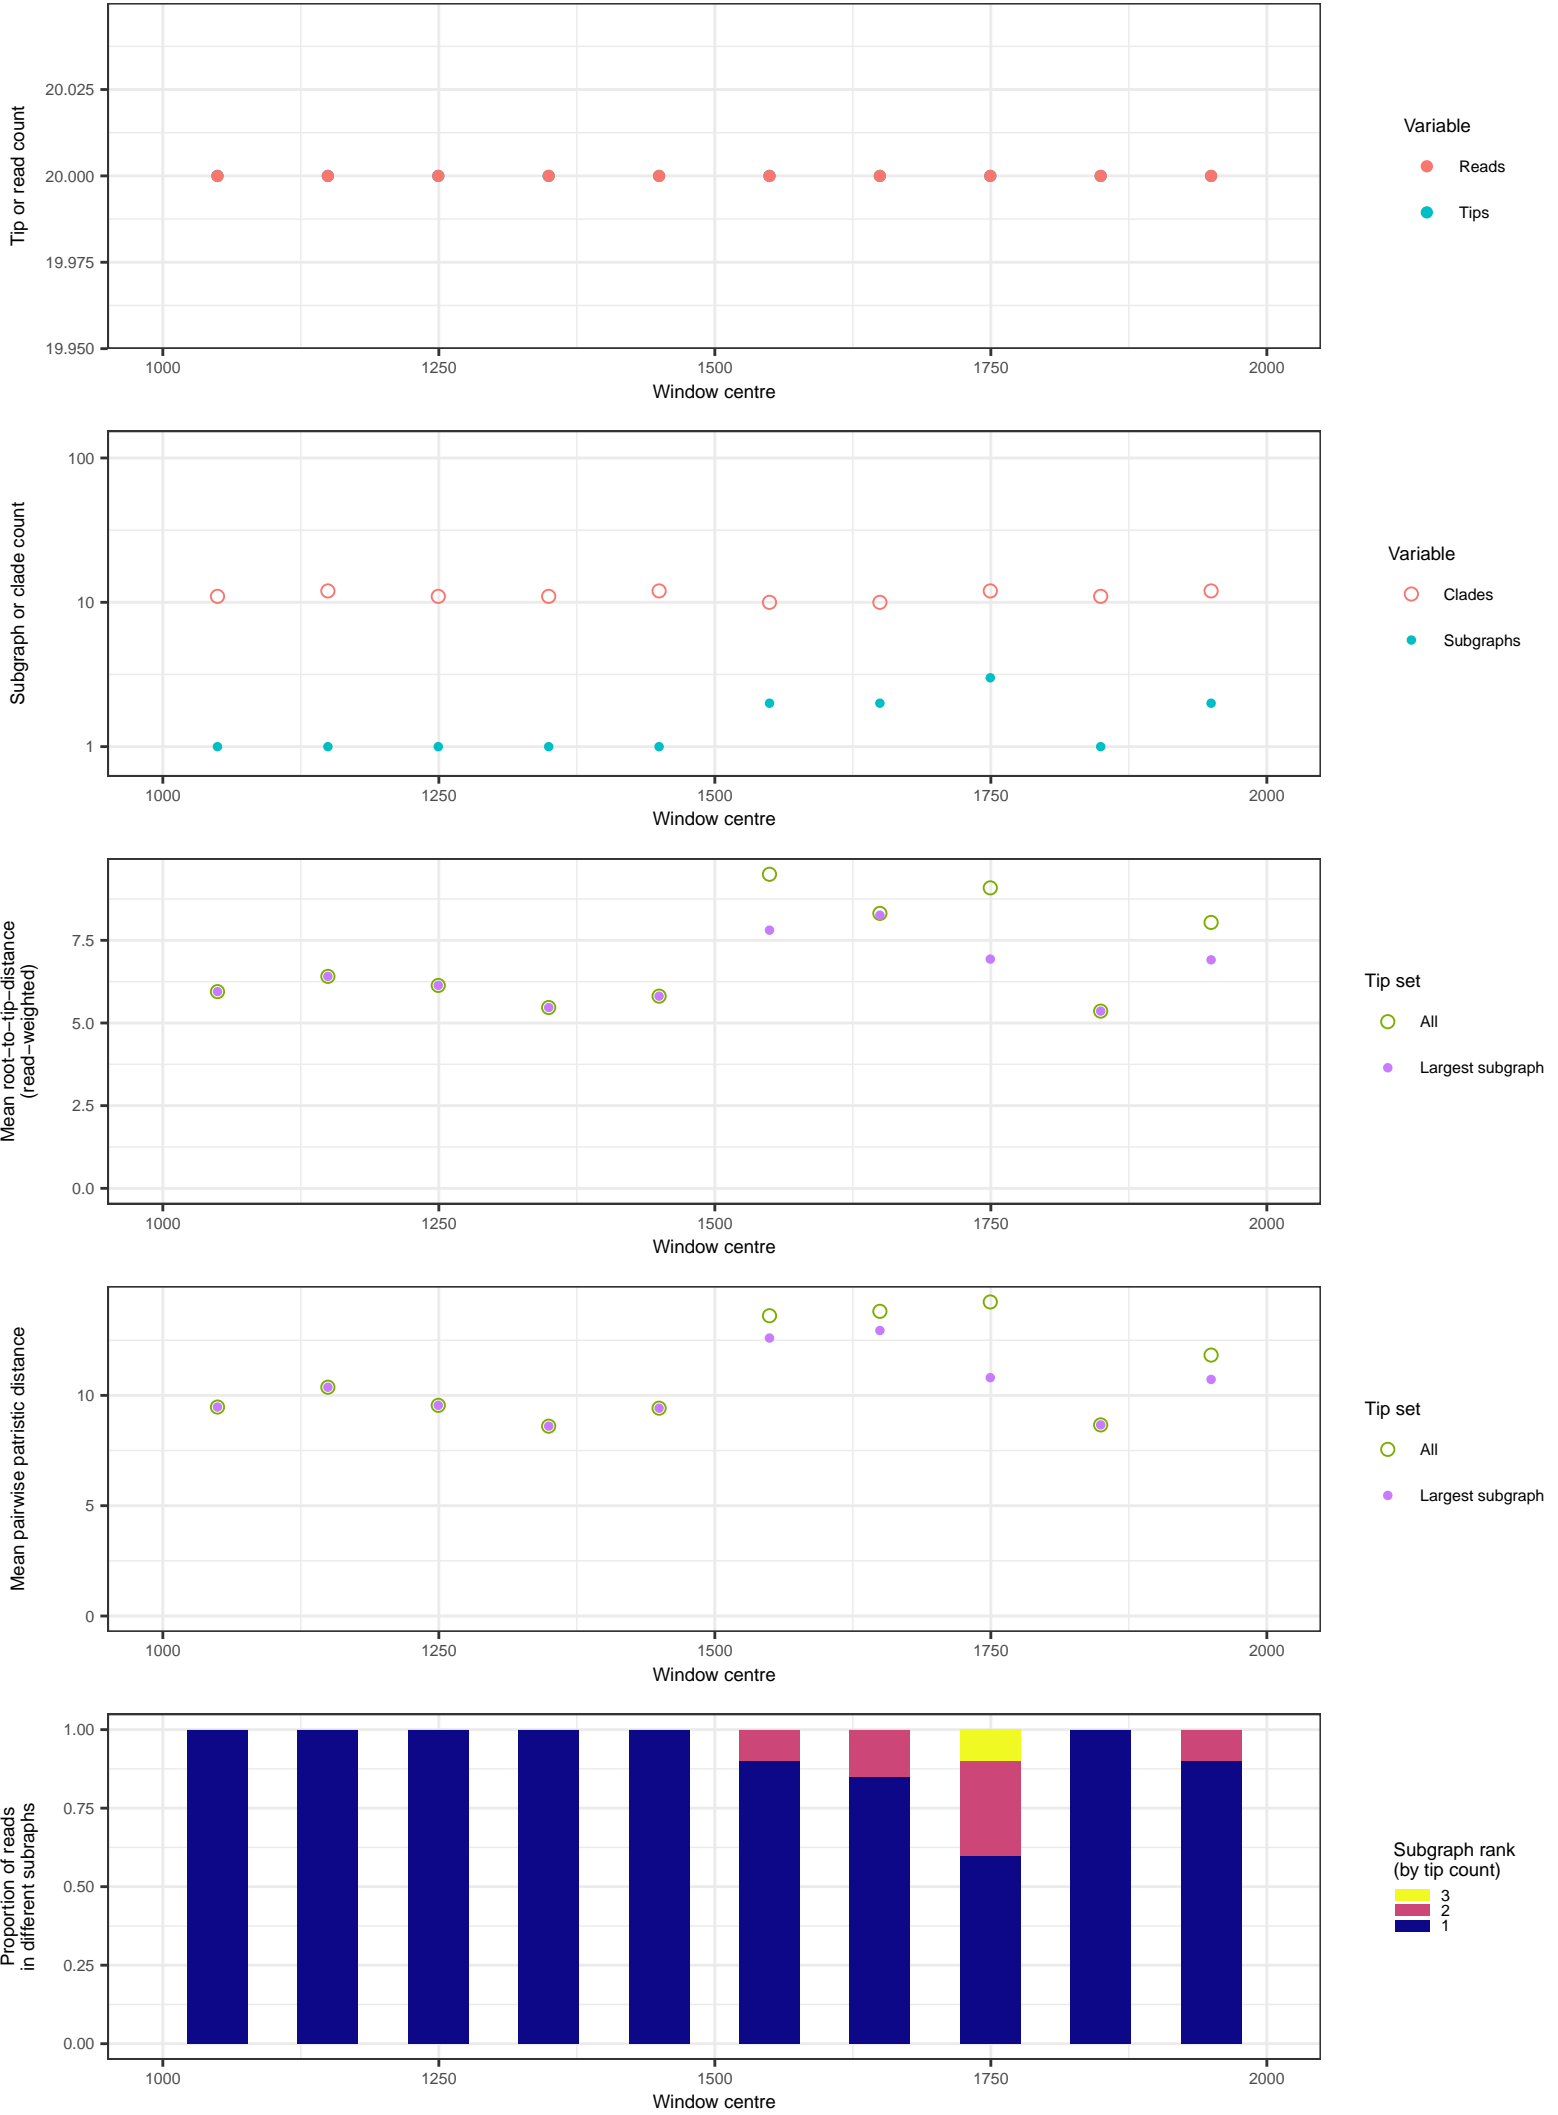 Tip or read count
20.025
20.000
19.975
19.950
1000 1250 1500 1750 2000
Window centre
Variable
Reads
Tips
Subgraph or clade count
100
10
1
1000 1250 1500 1750 2000
Window centre
Variable
Clades
Subgraphs
Mean root−to−tip−distance
(read−weighted)
7.5
5.0
2.5
0.0
1000 1250 1500 1750 2000
Window centre
Tip set
All
Largest subgraph
Mean pairwise patristic distance
10
5
0
1000 1250 1500 1750 2000
Window centre
Tip set
All
Largest subgraph
Proportion of reads
in different subraphs
1.00
0.75
0.50
0.25
0.00
1000 1250 1500 1750 2000
Window centre
Subgraph rank
(by tip count)
3
2
1